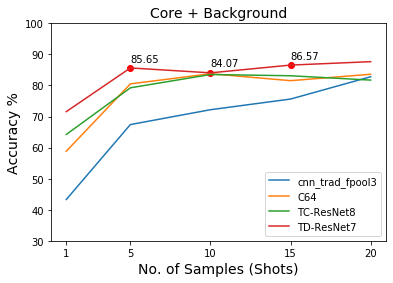 Core + Background
Accuracy %
100
90
80
70
60
50
40
30
85.65
84.07
86.57
cnn_trad_fpool3
C64
TC-ResNet8
TD-ResNet7
1
5
10
15
20
No. of Samples (Shots)